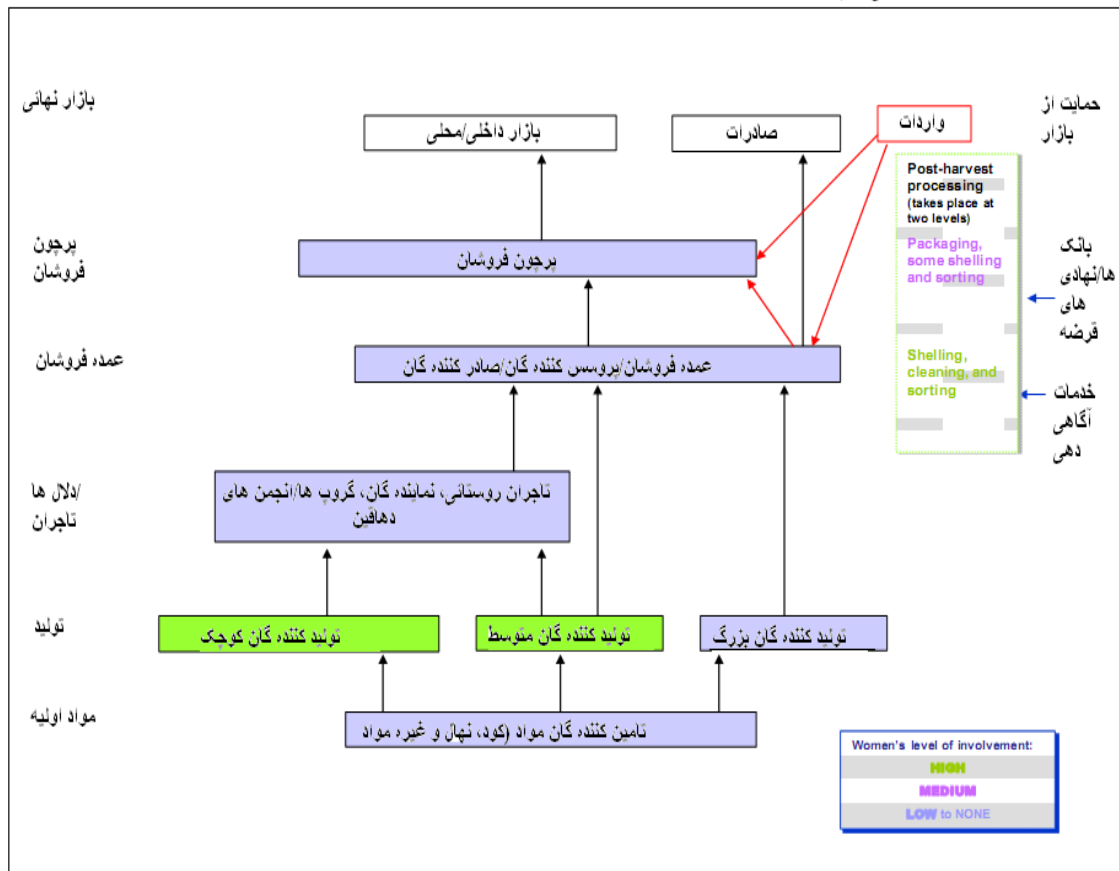 بازار نهائی
حمایت از
بازار
بازار داخلی/محلی
صادرات
واردات
Post-harvest
processing
(takes place at
two levels)
Packaging,
some shelling
and sorting
Shelling,
cleaning, and
sorting
بانک
ها/نهادی
های
قرضه
خدمات
آگاهی
دهی
پرچون
فروشان
پرچون فروشان
عمده فروشان
عمده فروشان/پروسس کننده گان/صادر کننده گان
دلال ها/
تاجران
تاجران روستائی، نماینده گان، گروپ ها/انجمن های
دهاقین
تولید
تولید کننده گان کوچک
تولید کننده گان متوسط
تولید کننده گان بزرگ
مواد اولیه
تامین کننده گان مواد (کود، نهال و غیره مواد
Women's level of involvement:
HIGH
MEDIUM
LOW to NONE